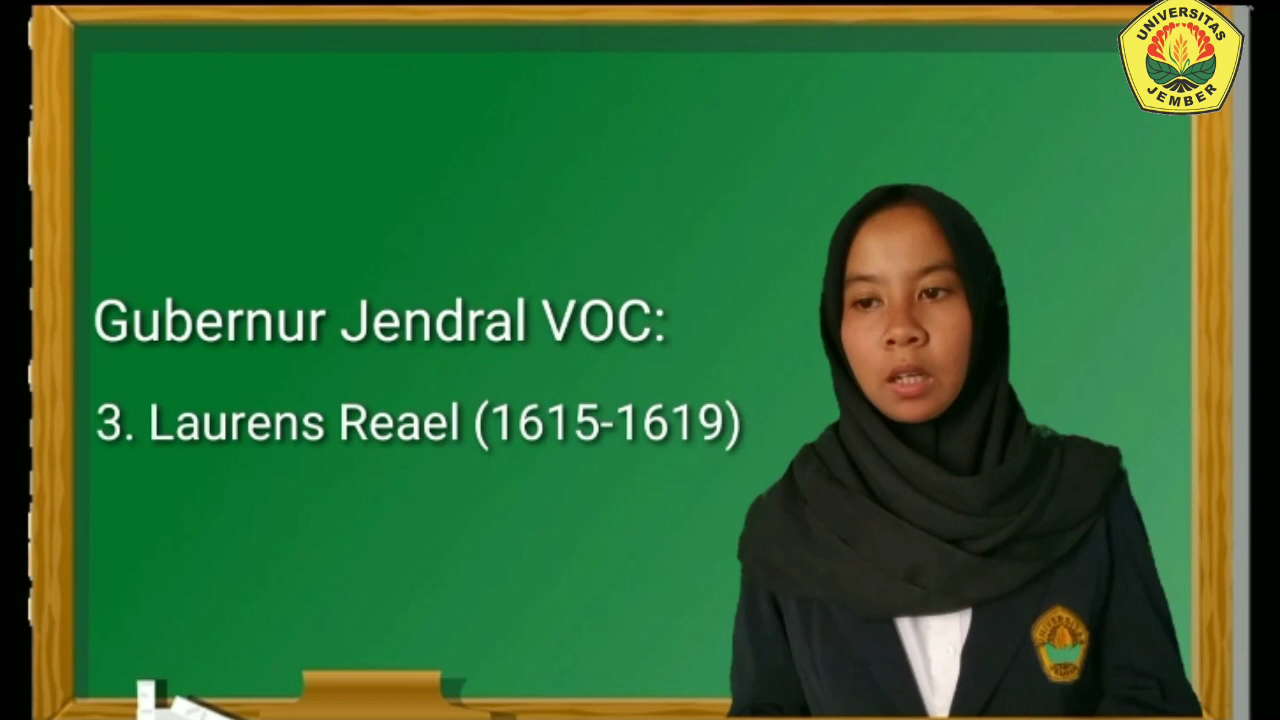 UNIVERSITAS
JEMBER
Gubernur Jendral VOC:
3. Laurens Reael (1615-1619)